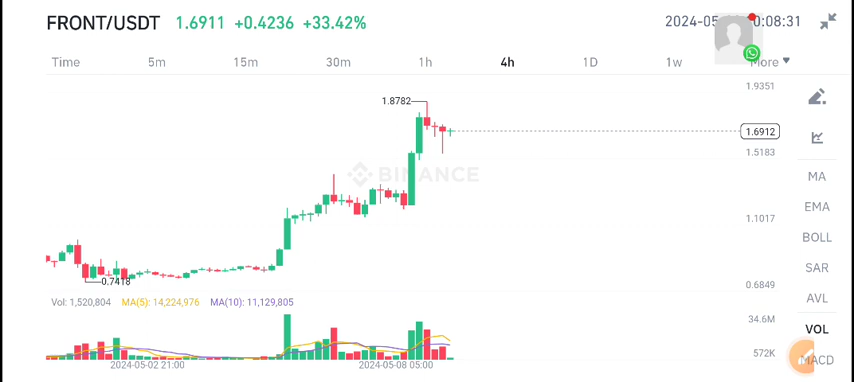 FRONT/USDT 1.6911 +0.4236 +33.42% 2024-05- 0:08:31
Time 5m 15m 30m 1h 4h 1D 1w More
1.9351
1.8782
1.6912
1.5183
BINANCE
MA
1.1017
EMA
BOLL
SAR
0.7418
0.6849
Vol: 1,520,804 MA(5): 14,224,976 MA(10): 11,129,805
AVL
34.6M
VOL
572K
MACD
2024-05-02 21:00 2024-05-08 05:00